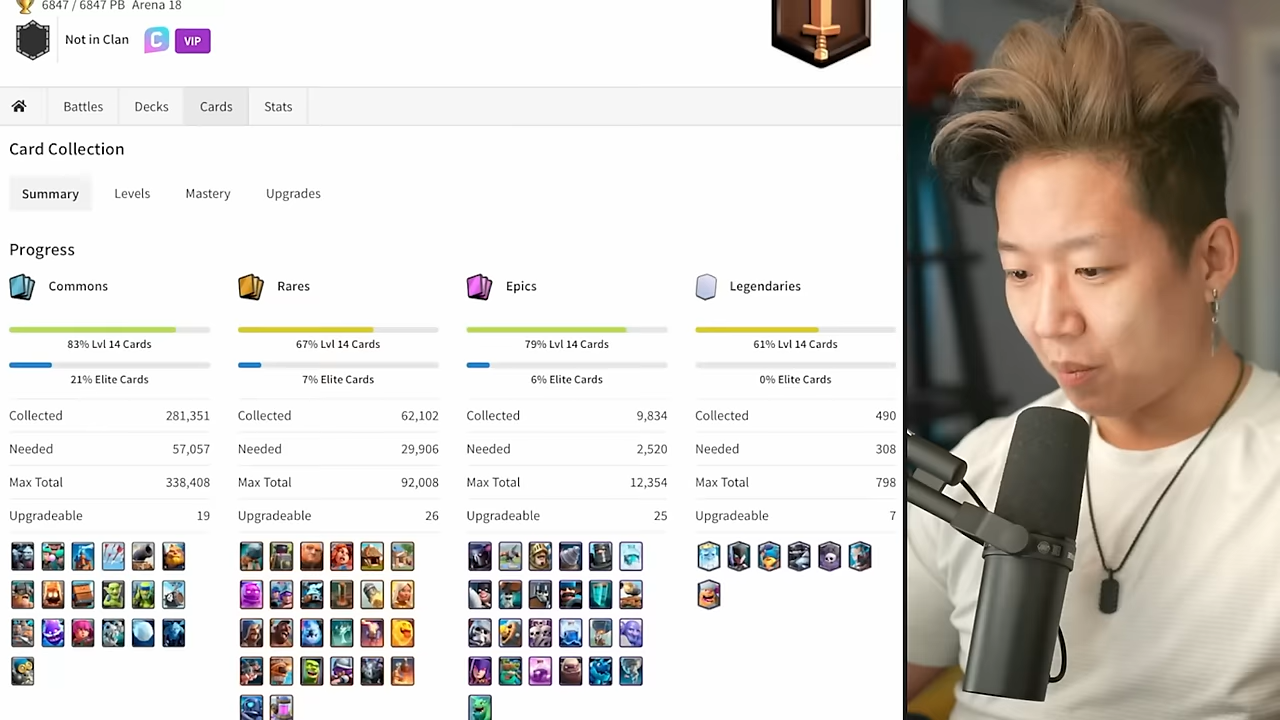 6847 / 6847 PB Arena 18
Not in Clan C VIP
Battles Decks Cards Stats
Card Collection
Summary Levels Mastery Upgrades
Progress
Commons Rares Epics Legendaries
83% Lvl 14 Cards 67% Lvl 14 Cards 79% Lvl 14 Cards 61% Lvl 14 Cards
21% Elite Cards 7% Elite Cards 6% Elite Cards 0% Elite Cards
Collected 281,351 Collected 62,102 Collected 9,834 Collected 490
Needed 57,057 Needed 29,906 Needed 2,520 Needed 308
Max Total 338,408 Max Total 92,008 Max Total 12,354 Max Total 798
Upgradeable 19 Upgradeable 26 Upgradeable 25 Upgradeable 7